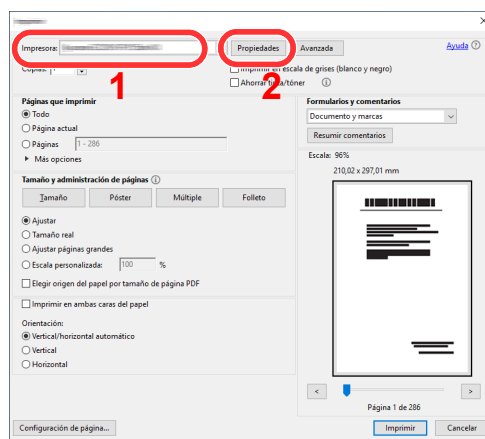 Impresora:
Propiedades
Avanzada
Ayuda
1
2
Copias: 1
Imprimir en escala de grises (blanco y negro)
Ahorrar tinta/tóner
Páginas que imprimir
Todo
Página actual
Páginas
1 - 286
Más opciones
Formularios y comentarios
Documento y marcas
Resumir comentarios
Escala: 96%
210,02 x 297,01 mm
Tamaño y administración de páginas
Tamaño
Póster
Múltiple
Folleto
Ajustar
Tamaño real
Ajustar páginas grandes
Escala personalizada:
100
%
Elegir origen del papel por tamaño de página PDF
Imprimir en ambas caras del papel
Orientación:
Vertical/horizontal automático
Vertical
Horizontal
<
>
Página 1 de 286
Configuración de página...
Imprimir
Cancelar